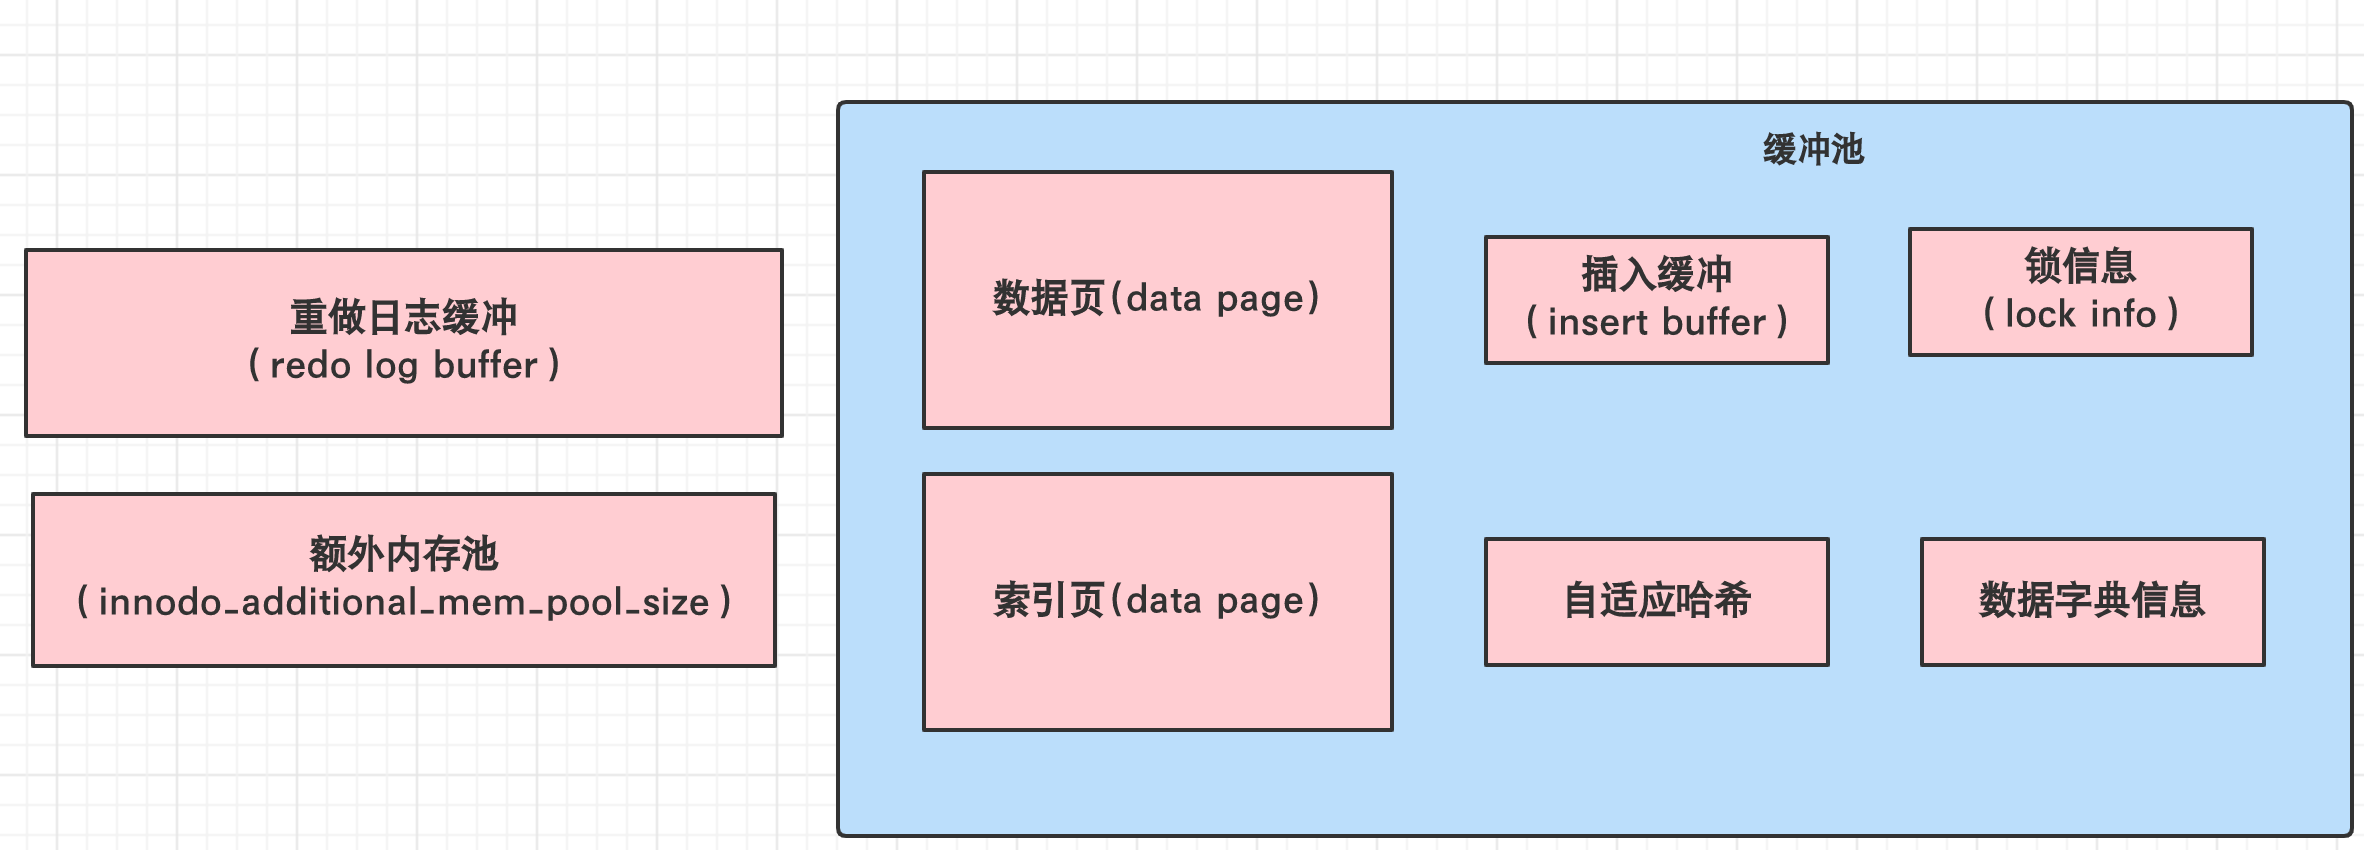 缓冲池
重做日志缓冲
(redo log buffer)
额外内存池
(innodo_additional_mem_pool_size)
数据页(data page)
插入缓冲
(insert buffer)
锁信息
(lock info)
索引页(data page)
自适应哈希
数据字典信息